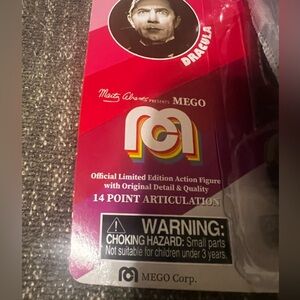 DRACULA
Marty Abrams PRESENTS MEGO
Official Limited Edition Action Figure
with Original Detail & Quality
14 POINT ARTICULATION
WARNING:
CHOKING HAZARD: Small parts
Not suitable for children under 3 years.
MEGO Corp.